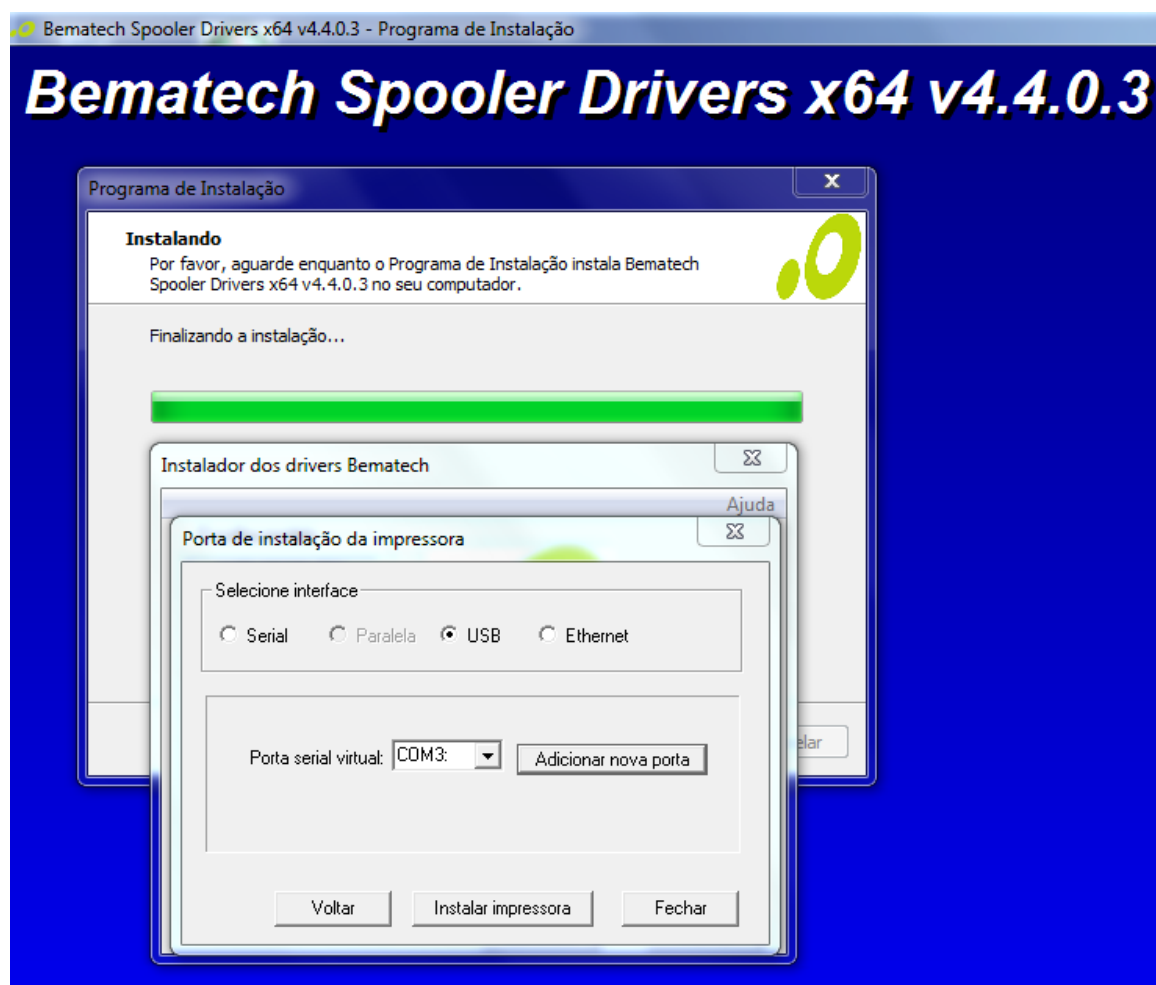 Bematech Spooler Drivers x64 v4.4.0.3 - Programa de Instalação
Bematech Spooler Drivers x64 v4.4.0.3
Programa de Instalação
Instalando
Por favor, aguarde enquanto o Programa de Instalação instala Bematech
Spooler Drivers x64 v4.4.0.3 no seu computador.
Finalizando a instalação...
Instalador dos drivers Bematech
Ajuda
Porta de instalação da impressora
Selecione interface
Serial Paralela USB Ethernet
Porta serial virtual: COM3: Adicionar nova porta
elar
Voltar Instalar impressora Fechar